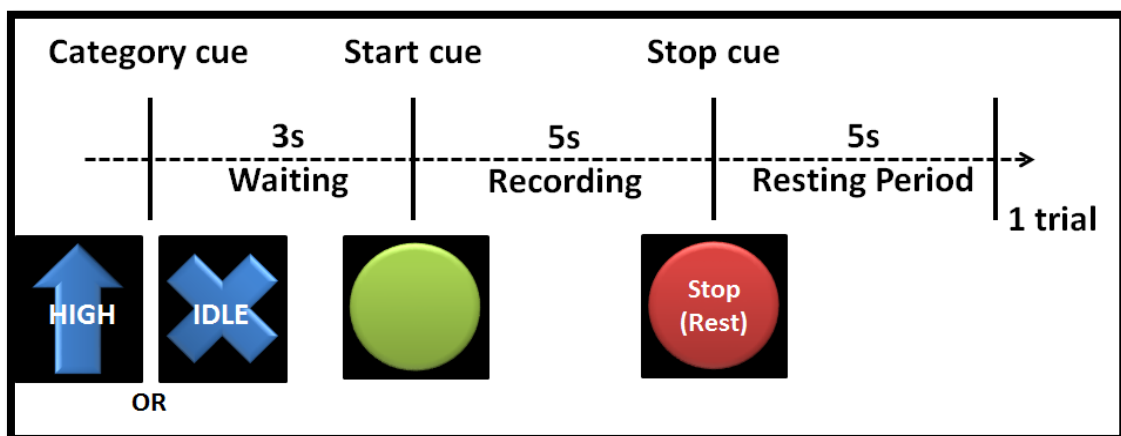 Category cue
Start cue
Stop cue
3s
5s
5s
Waiting
Recording
Resting Period
1 trial
HIGH
IDLE
Stop
(Rest)
OR